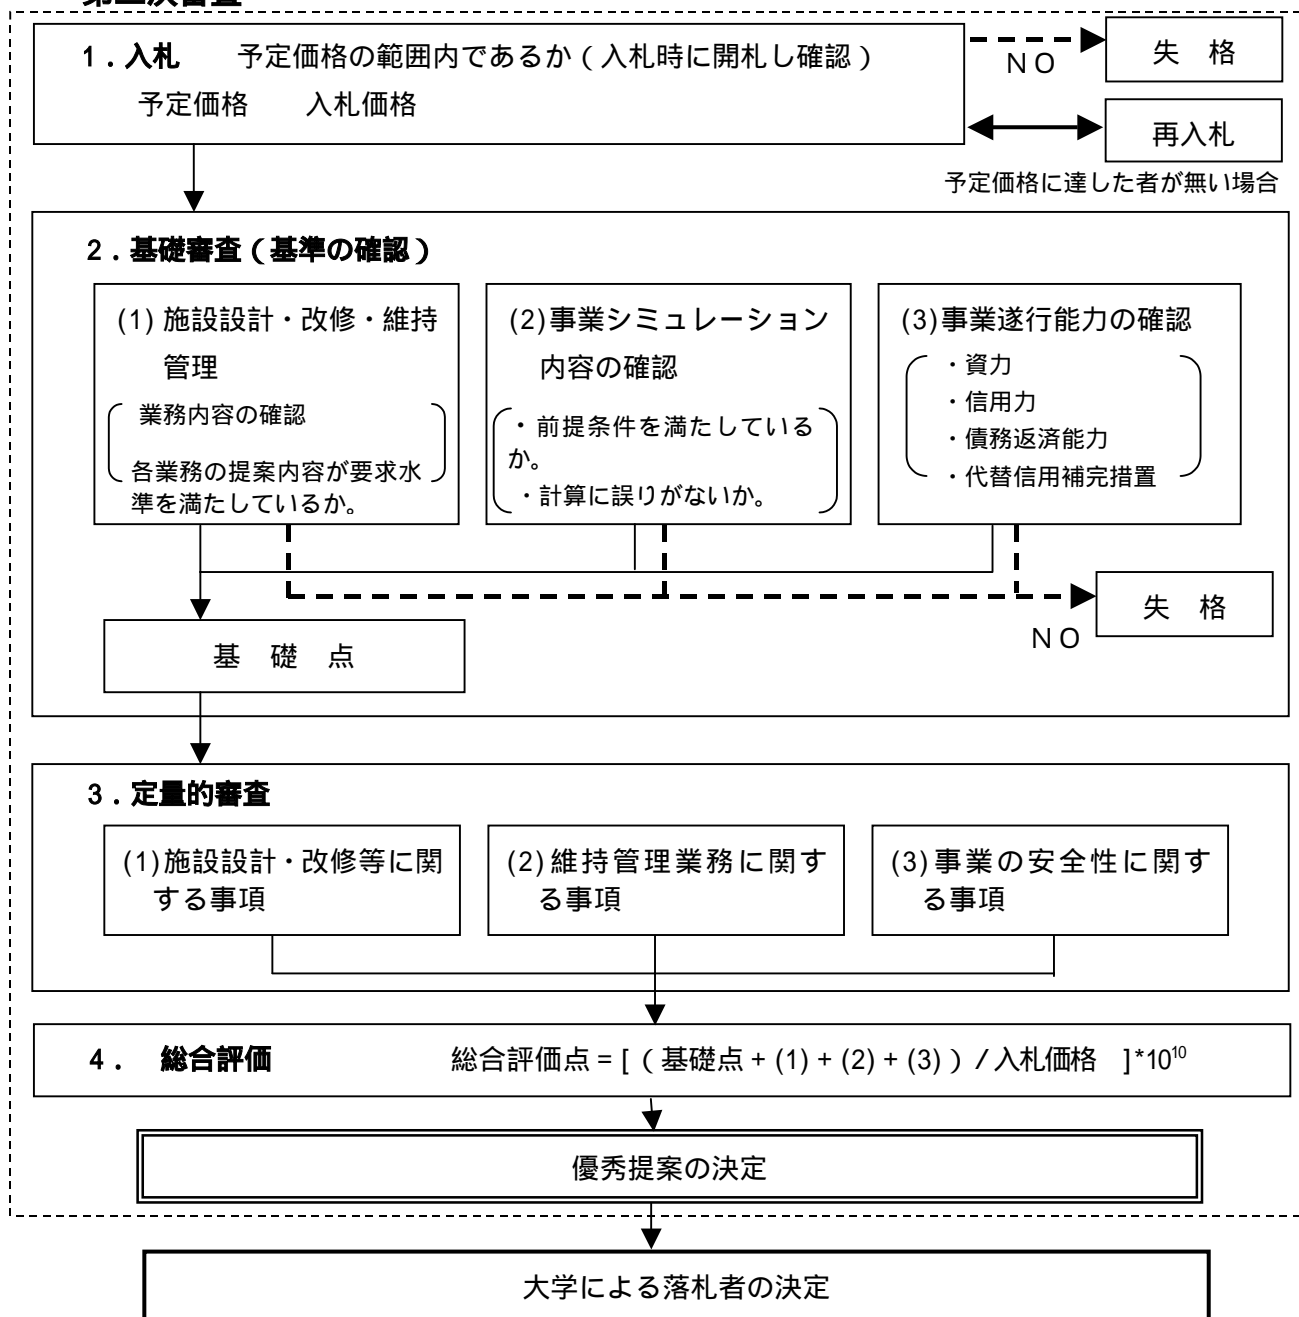 1．入札　予定価格の範囲内であるか（入札時に開札し確認）
予定価格　入札価格
NO
失　格
再入札
予定価格に達した者が無い場合
2．基礎審査（基準の確認）
(1) 施設設計・改修・維持
管理
業務内容の確認
各業務の提案内容が要求水
準を満たしているか。
(2)事業シミュレーション
内容の確認
・前提条件を満たしている
か。
・計算に誤りがないか。
(3)事業遂行能力の確認
・資力
・信用力
・債務返済能力
・代替信用補完措置
失　格
NO
基　礎　点
3．定量的審査
(1)施設設計・改修等に関
する事項
(2)維持管理業務に関す
る事項
(3)事業の安全性に関す
る事項
4．　総合評価　総合評価点 = [（基礎点 + (1) + (2) + (3)）/ 入札価格　]*10¹⁰
優秀提案の決定
大学による落札者の決定